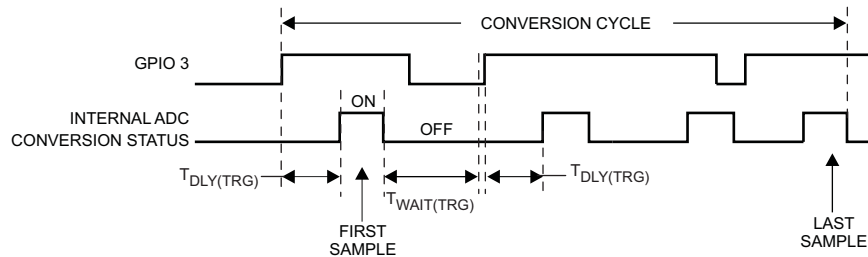 CONVERSION CYCLE
GPIO 3
ON
INTERNAL ADC
CONVERSION STATUS
OFF
TDLY(TRG)
TWAIT(TRG)
TDLY(TRG)
FIRST
SAMPLE
LAST
SAMPLE